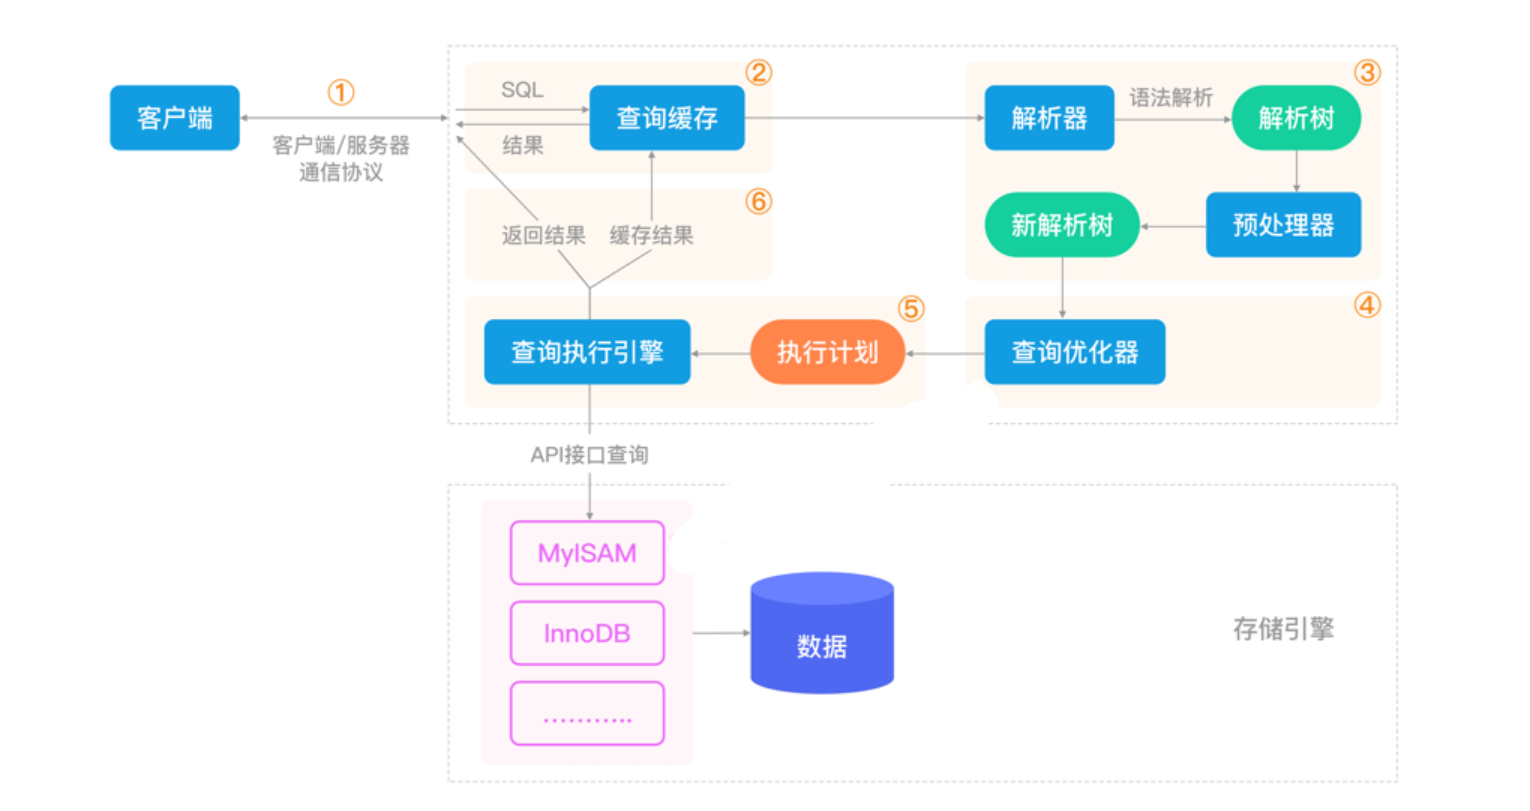 ①
客户端
客户端/服务器
通信协议
②
SQL
查询缓存
结果
③
解析器
语法解析
解析树
新解析树
预处理器
⑥
返回结果
缓存结果
④
查询优化器
⑤
执行计划
查询执行引擎
API接口查询
MyISAM
InnoDB
...........
数据
存储引擎